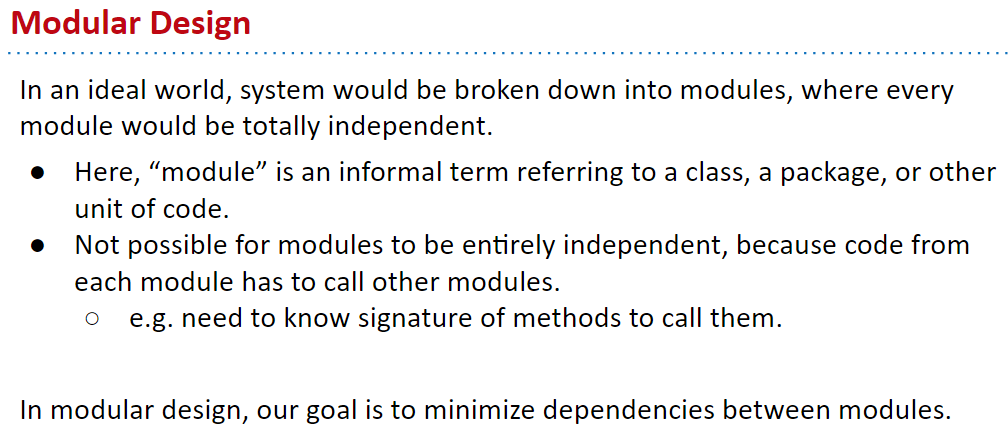 Modular Design
In an ideal world, system would be broken down into modules, where every
module would be totally independent.
● Here, “module” is an informal term referring to a class, a package, or other
unit of code.
● Not possible for modules to be entirely independent, because code from
each module has to call other modules.
○ e.g. need to know signature of methods to call them.
In modular design, our goal is to minimize dependencies between modules.